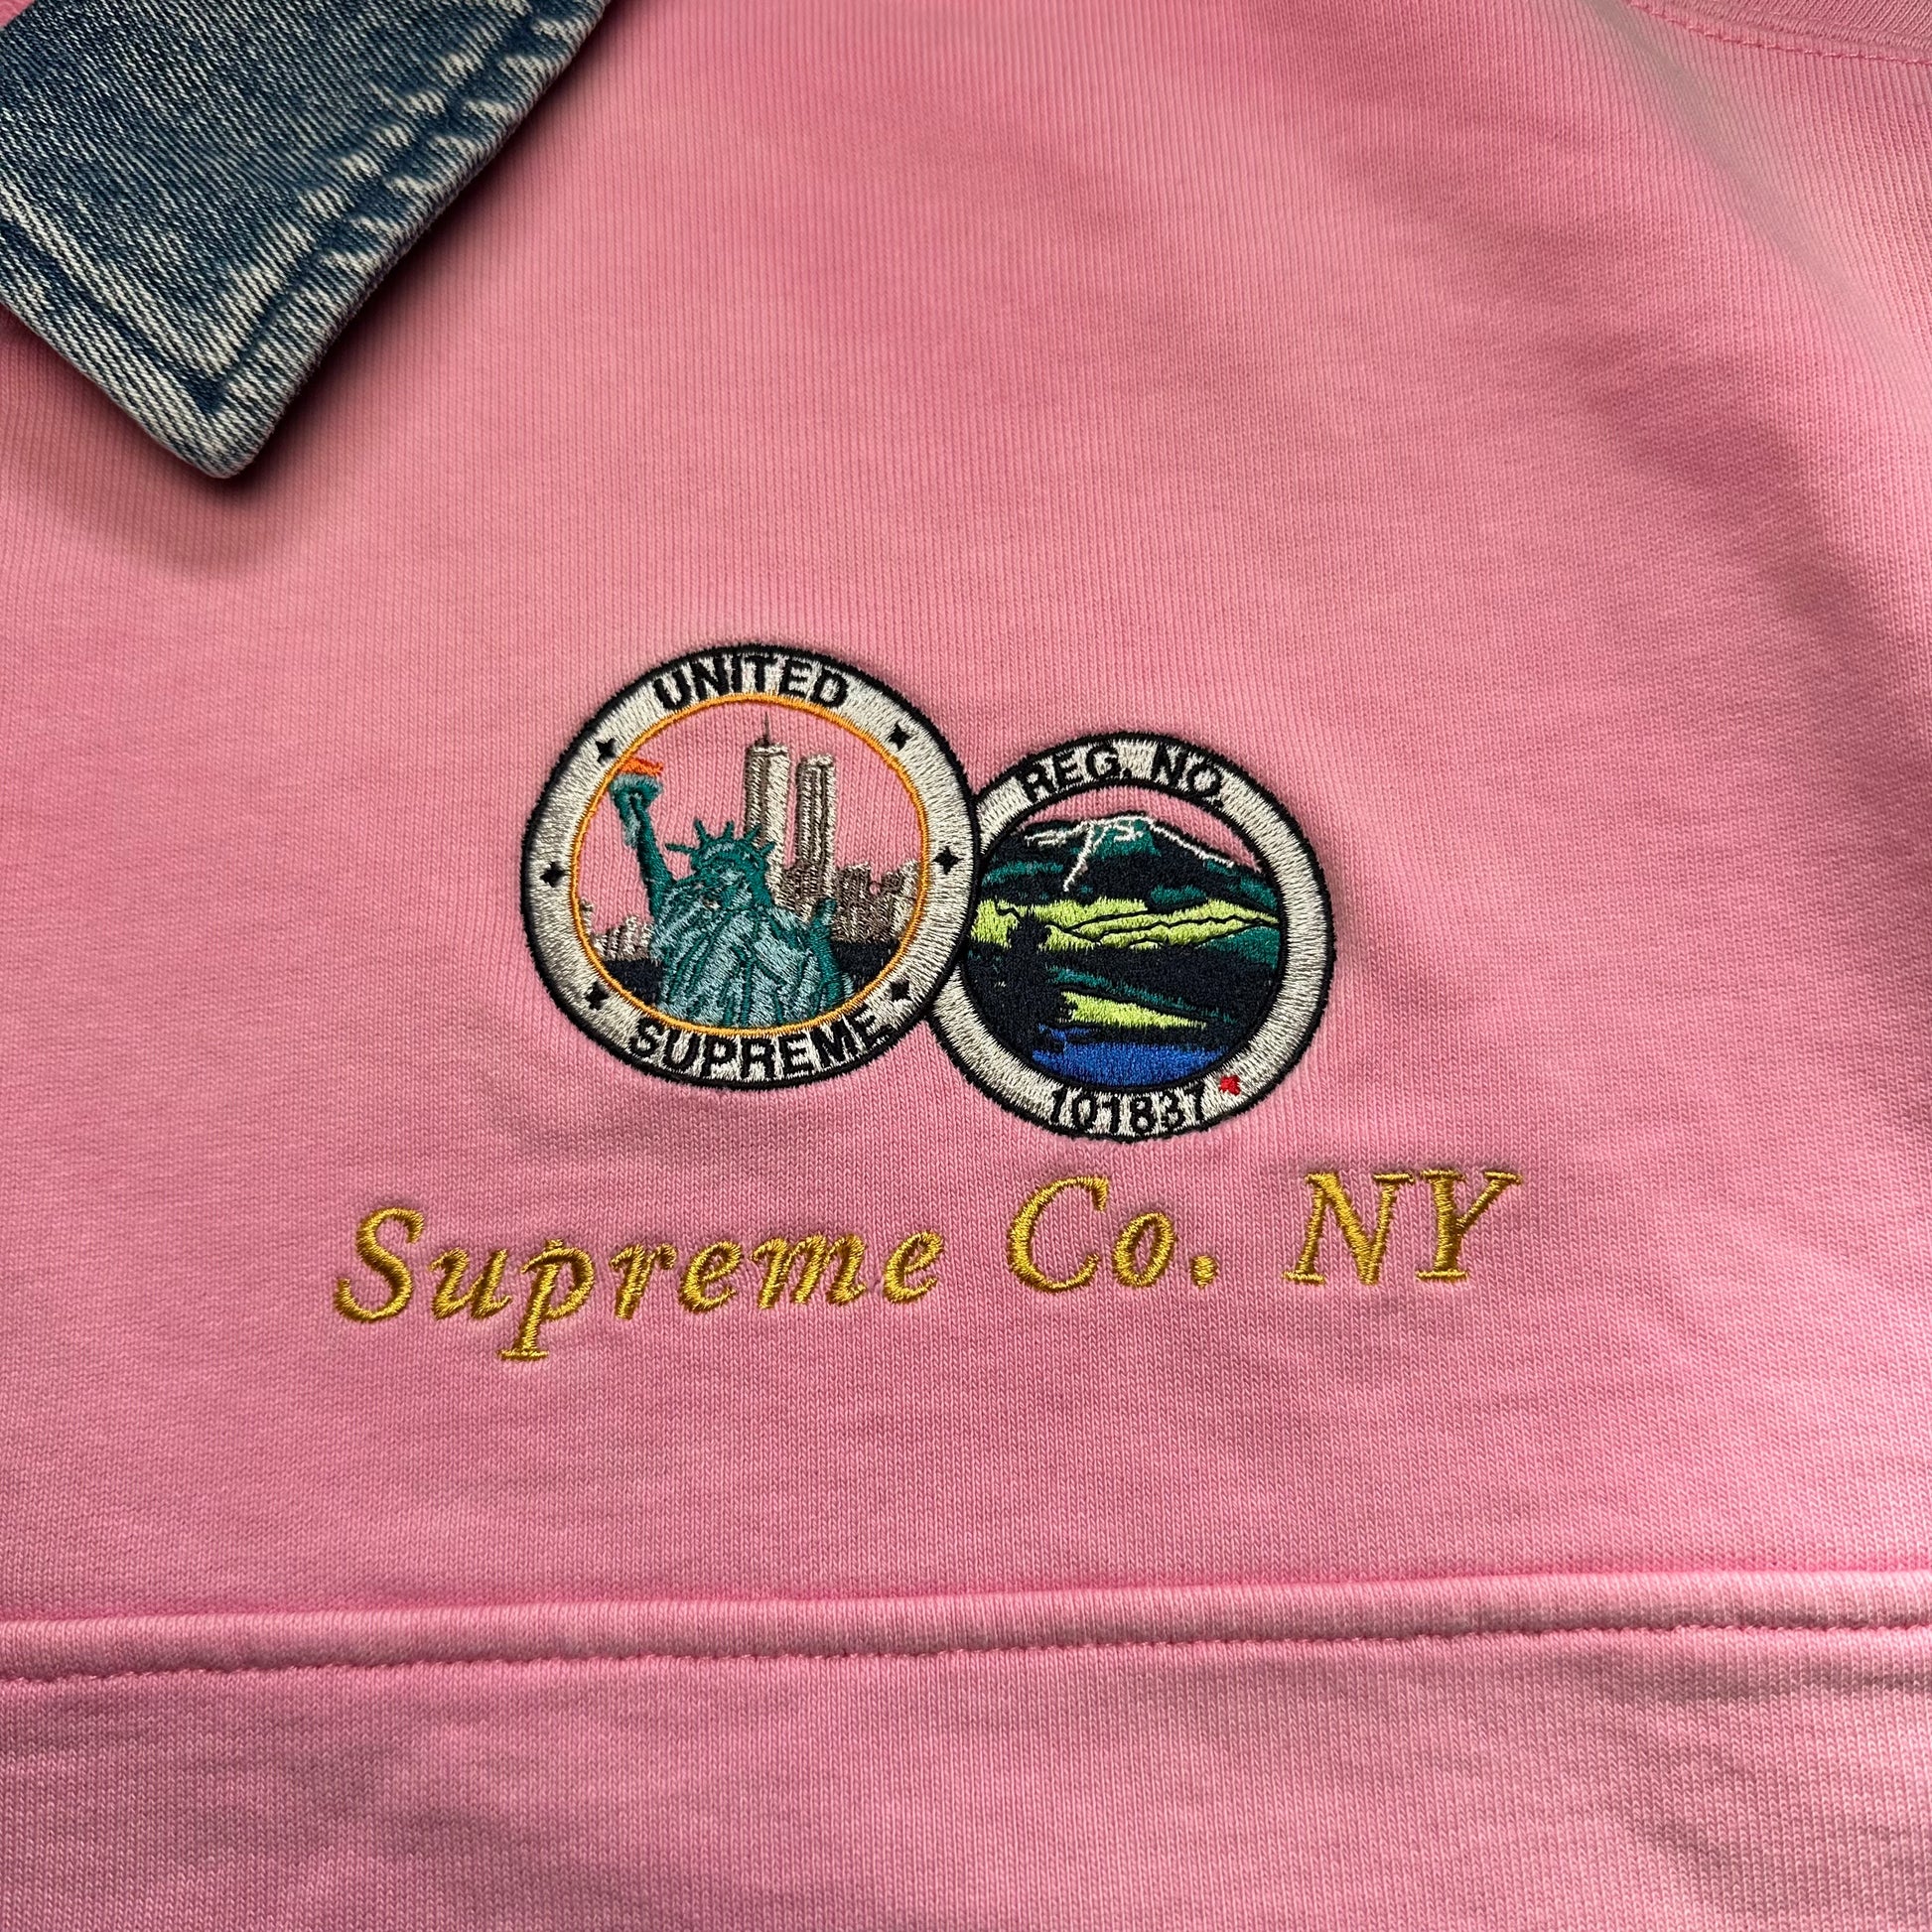 UNITED
SUPREME
REG. NO.
101837
Supreme Co. NY